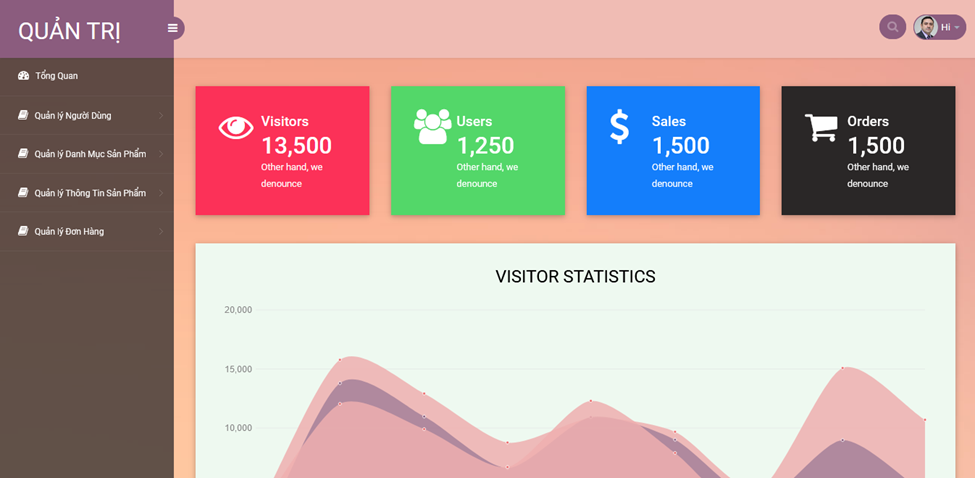 QUẢN TRỊ
Hi
Tổng Quan
Quản lý Người Dùng
Quản lý Danh Mục Sản Phẩm
Quản lý Thông Tin Sản Phẩm
Quản lý Đơn Hàng
Visitors
13,500
Other hand, we
denounce
Users
1,250
Other hand, we
denounce
Sales
1,500
Other hand, we
denounce
Orders
1,500
Other hand, we
denounce
VISITOR STATISTICS
20,000
15,000
10,000